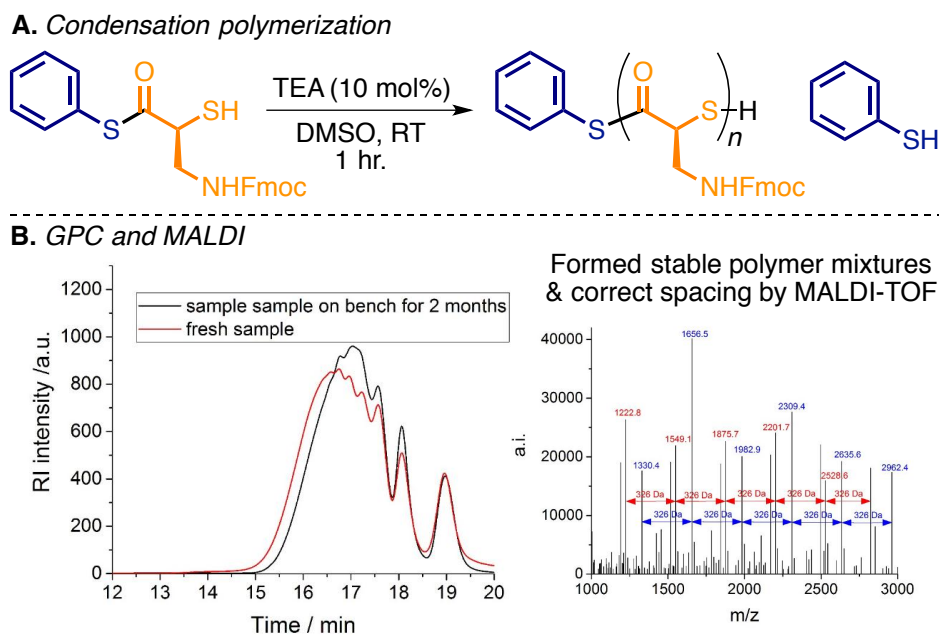 A. Condensation polymerization
O
SH
S
NHFmoc
TEA (10 mol%)
DMSO, RT
1 hr.
O
S
H
n
S
NHFmoc
SH
B. GPC and MALDI
1200
1000
800
600
400
200
0
RI intensity /a.u.
sample sample on bench for 2 months
fresh sample
12 13 14 15 16 17 18 19 20
Time / min
Formed stable polymer mixtures
& correct spacing by MALDI-TOF
40000
30000
20000
10000
0
a.i.
1656.5
2309.4
1222.8
2201.7
1549.1
1875.7
1982.9
2635.6
1330.4
2528.6
2962.4
326 Da 326 Da 326 Da 326 Da 326 Da
326 Da 326 Da 326 Da 326 Da 326 Da
1000 1500 2000 2500 3000
m/z